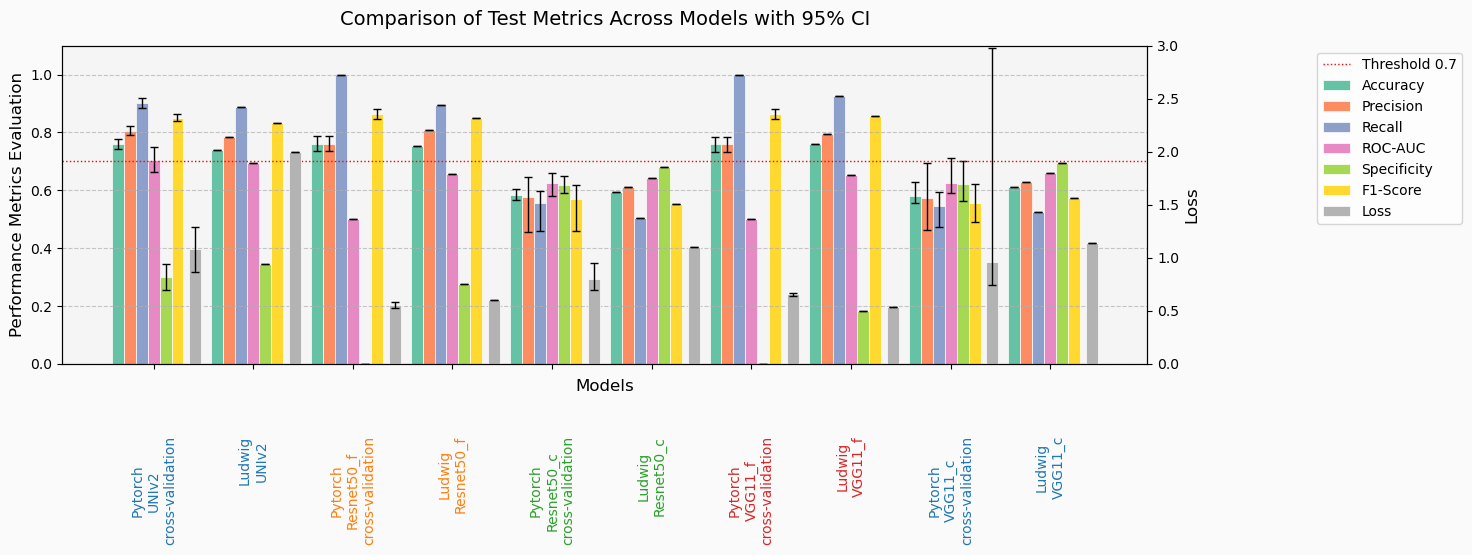 Comparison of Test Metrics Across Models with 95% CI
Performance Metrics Evaluation
1.0
0.8
0.6
0.4
0.2
0.0
3.0
2.5
2.0
1.5
1.0
0.5
0.0
Loss
Threshold 0.7
Accuracy
Precision
Recall
ROC-AUC
Specificity
F1-Score
Loss
Models
Pytorch
UNIv2
cross-validation
Ludwig
UNIv2
Pytorch
Resnet50_f
cross-validation
Ludwig
Resnet50_f
Pytorch
Resnet50_c
cross-validation
Ludwig
Resnet50_c
Pytorch
VGG11_f
cross-validation
Ludwig
VGG11_f
Pytorch
VGG11_c
cross-validation
Ludwig
VGG11_c